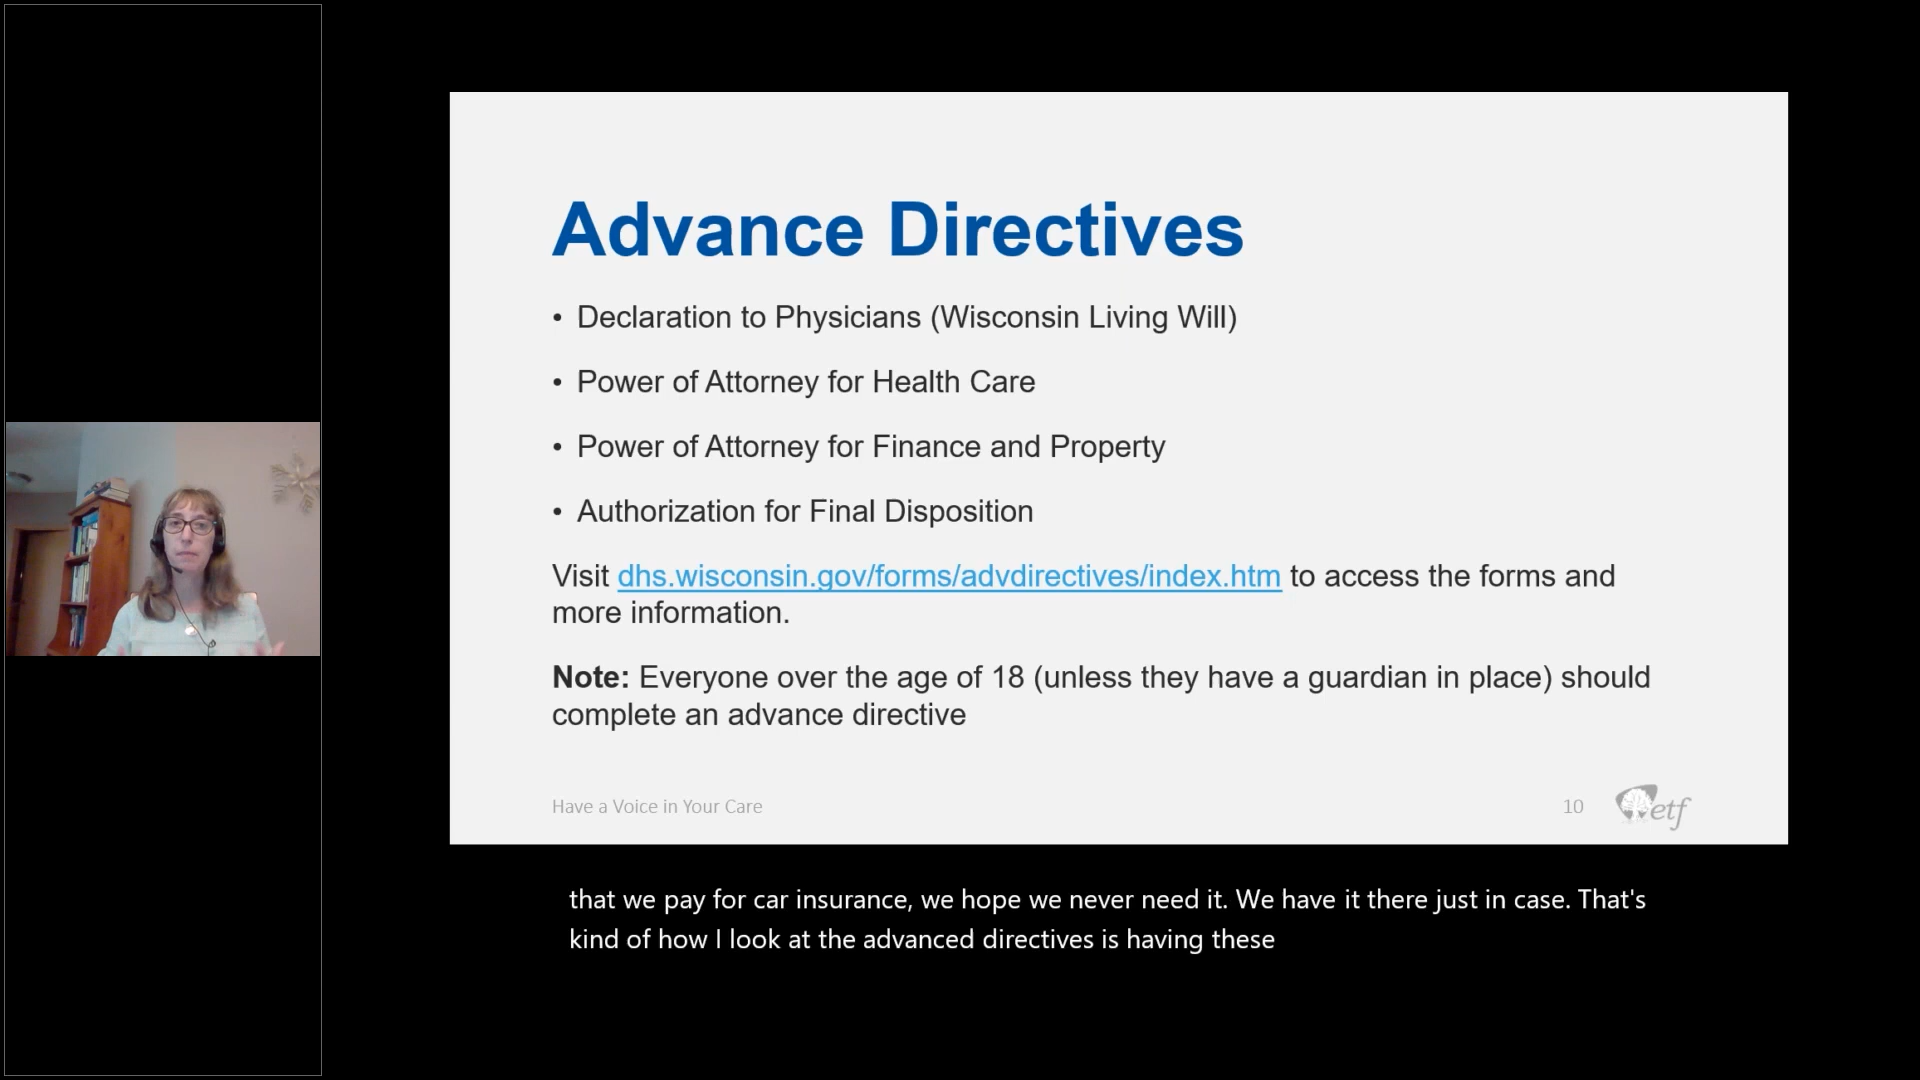 Advance Directives
• Declaration to Physicians (Wisconsin Living Will)
• Power of Attorney for Health Care
• Power of Attorney for Finance and Property
• Authorization for Final Disposition
Visit dhs.wisconsin.gov/forms/advdirectives/index.htm to access the forms and
more information.
Note: Everyone over the age of 18 (unless they have a guardian in place) should
complete an advance directive
Have a Voice in Your Care
10
etf
that we pay for car insurance, we hope we never need it. We have it there just in case. That's
kind of how I look at the advanced directives is having these